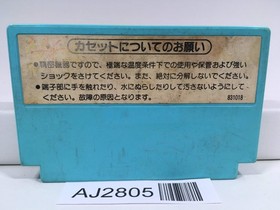 カセットについてのお願い
●精密機器ですので、極端な温度条件下での使用や保管および強い
ショックをさけてください。また、絶対に分解しないでください。
●端子部に手を触れたり、水にぬらしたりして汚さないようにして
ください。故障の原因となります。
831018
AJ2805